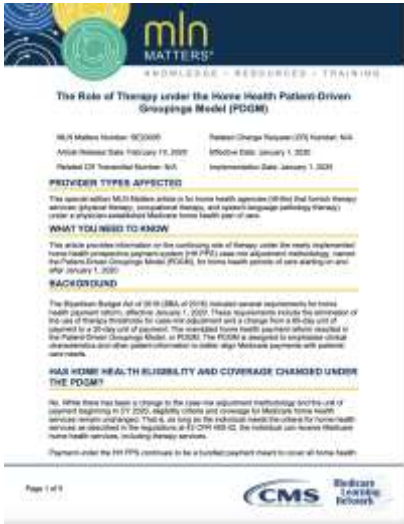 mln
MATTERS®
KNOWLEDGE • RESOURCES • TRAINING
The Role of Therapy under the Home Health Patient-Driven
Groupings Model (PDGM)
MLN Matters Number: SE20005
Related Change Request (CR) Number: N/A
Article Release Date: February 10, 2020
Effective Date: January 1, 2020
Related CR Transmittal Number: N/A
Implementation Date: January 1, 2020
PROVIDER TYPES AFFECTED
This special edition MLN Matters article is for home health agencies (HHAs) that furnish therapy
services (physical therapy, occupational therapy, and speech-language pathology therapy)
under a physician-established Medicare home health plan of care.
WHAT YOU NEED TO KNOW
This article provides information on the continuing role of therapy under the newly implemented
home health prospective payment system (HH PPS) case-mix adjustment methodology, named
the Patient-Driven Groupings Model (PDGM), for home health periods of care starting on and
after January 1, 2020.
BACKGROUND
The Bipartisan Budget Act of 2018 (BBA of 2018) included several requirements for home
health payment reform, effective January 1, 2020. These requirements include the elimination of
the use of therapy thresholds for case-mix adjustment and a change from a 60-day unit of
payment to a 30-day unit of payment. The mandated home health payment reform resulted in
the Patient-Driven Groupings Model, or PDGM. The PDGM is designed to emphasize clinical
characteristics and other patient information to better align Medicare payments with patients'
care needs.
HAS HOME HEALTH ELIGIBILITY AND COVERAGE CHANGED UNDER
THE PDGM?
No. While there has been a change to the case-mix adjustment methodology and the unit of
payment beginning in CY 2020, eligibility criteria and coverage for Medicare home health
services remain unchanged. That is, as long as the individual meets the criteria for home health
services as described in the regulations at 42 CFR 409.42, the individual can receive Medicare
home health services, including therapy services.
Payment under the HH PPS continues to be a bundled payment meant to cover all home health
Page 1 of
CMS
Medicare
Learning
Network